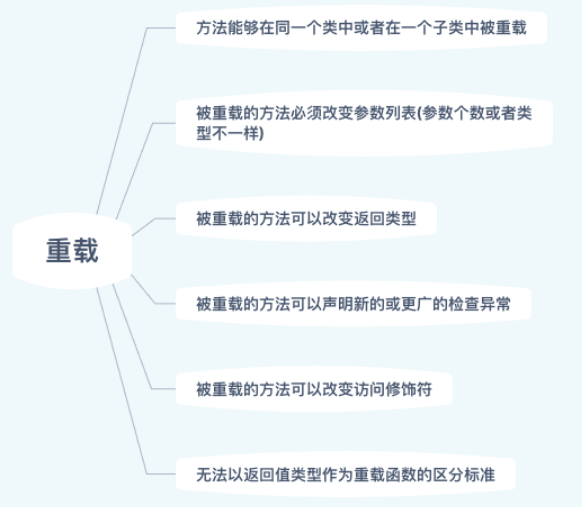 重载
方法能够在同一个类中或者在一个子类中被重载
被重载的方法必须改变参数列表(参数个数或者类
型不一样)
被重载的方法可以改变返回类型
被重载的方法可以声明新的或更广的检查异常
被重载的方法可以改变访问修饰符
无法以返回值类型作为重载函数的区分标准